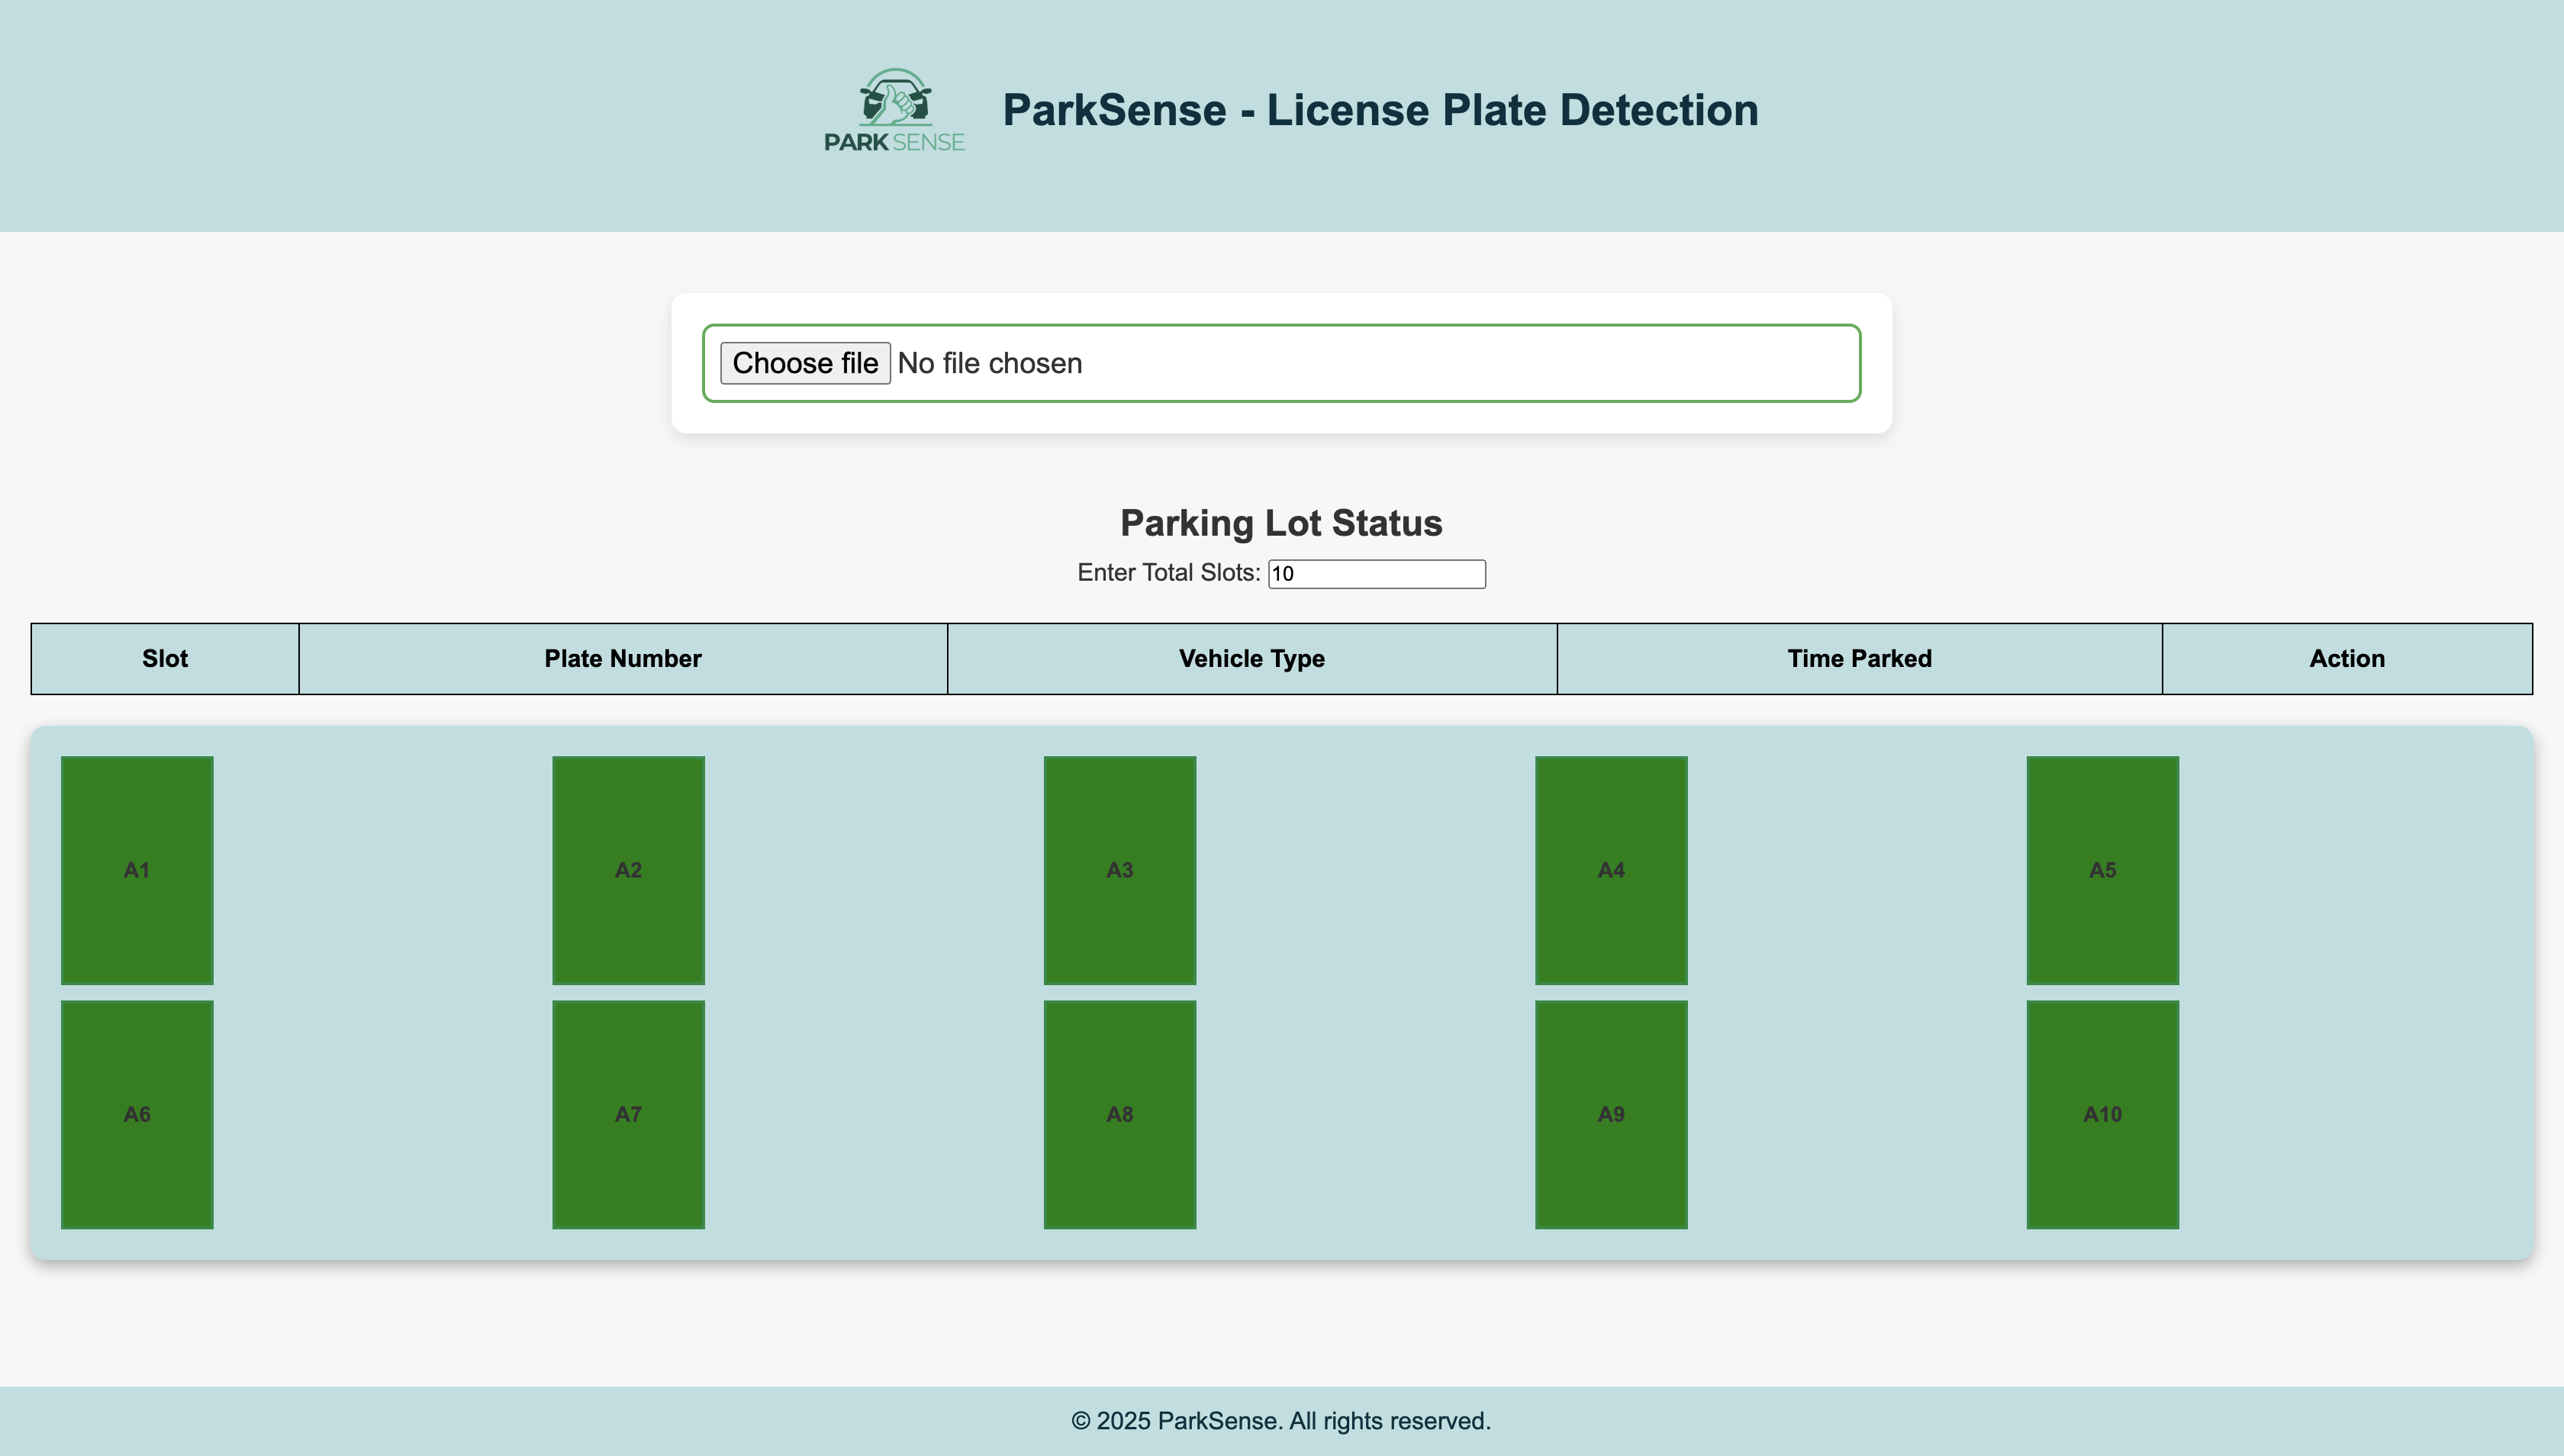 PARK SENSE
ParkSense - License Plate Detection
Choose file No file chosen
Parking Lot Status
Enter Total Slots: 10
Slot Plate Number Vehicle Type Time Parked Action
A1 A2 A3 A4 A5
A6 A7 A8 A9 A10
© 2025 ParkSense. All rights reserved.